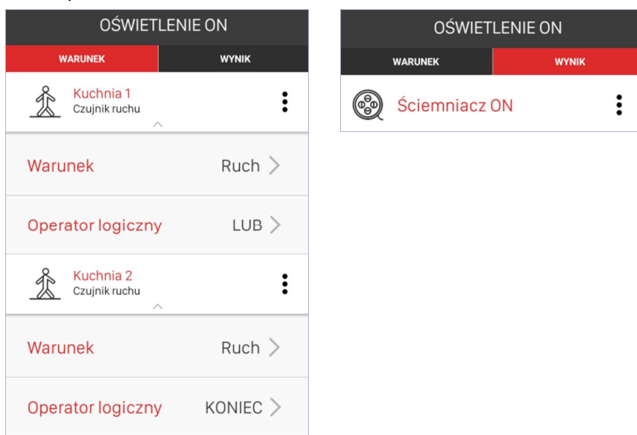 OŚWIETLENIE ON
WARUNEK WYNIK
Kuchnia 1
Czujnik ruchu
Warunek Ruch
Operator logiczny LUB
Kuchnia 2
Czujnik ruchu
Warunek Ruch
Operator logiczny KONIEC
OŚWIETLENIE ON
WARUNEK WYNIK
Ściemniacz ON